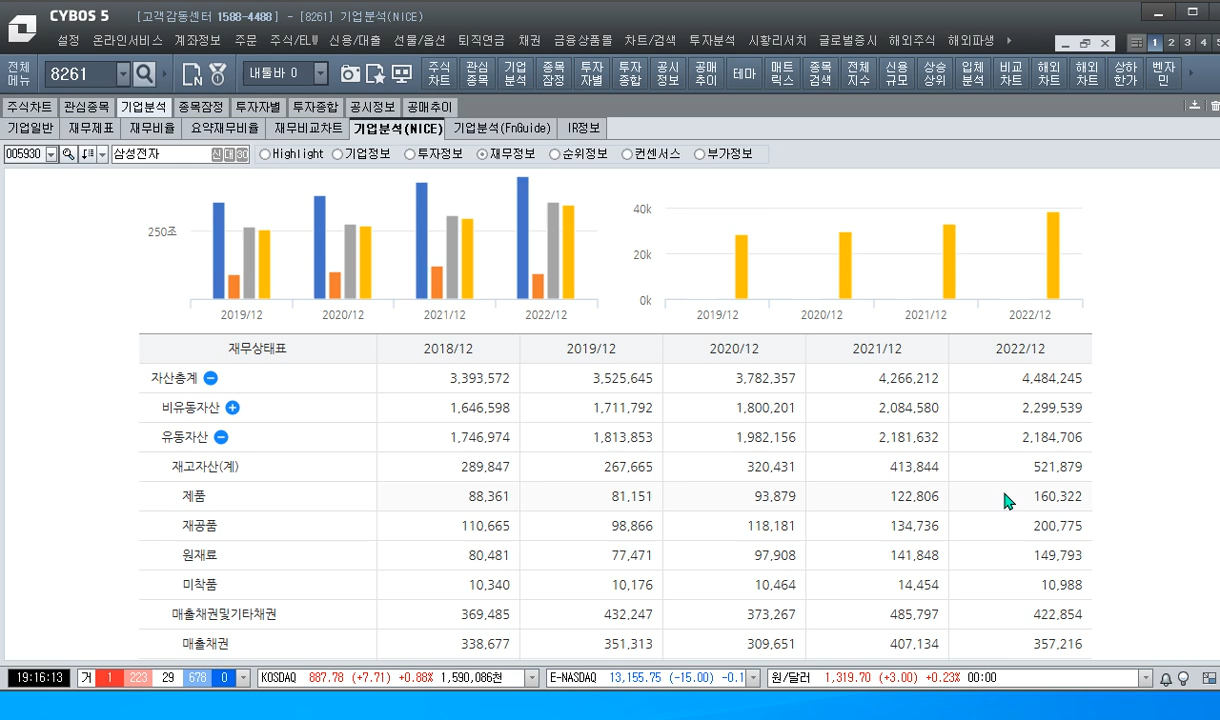 CYBOS 5 [고객감동센터 1588-4488] - [8261] 기업분석(NICE)
설정 온라인서비스 계좌정보 주문 주식/ELW 신용/대출 선물/옵션 퇴직연금 채권 금융상품몰 차트/검색 투자분석 시황리서치 글로벌증시 해외주식 해외파생 1 2 3 4
전체메뉴 8261 내툴바 0 주식차트 관심종목 기업분석 종목잠정 투자자별 투자종합 공시정보 공매추이 테마 매트릭스 종목검색 전체지수 신용규모 상승상위 입체분석 비교차트 해외차트 해외차트 상하한가 벤자민
주식차트 관심종목 기업분석 종목잠정 투자자별 투자종합 공시정보 공매추이
기업일반 재무제표 재무비율 요약재무비율 재무비교차트 기업분석(NICE) 기업분석(FnGuide) IR정보
005930 삼성전자 신 대 30 Highlight 기업정보 투자정보 재무정보 순위정보 컨센서스 부가정보
250조
2019/12 2020/12 2021/12 2022/12
40k
20k
0k
2019/12 2020/12 2021/12 2022/12
재무상태표 2018/12 2019/12 2020/12 2021/12 2022/12
자산총계 3,393,572 3,525,645 3,782,357 4,266,212 4,484,245
비유동자산 1,646,598 1,711,792 1,800,201 2,084,580 2,299,539
유동자산 1,746,974 1,813,853 1,982,156 2,181,632 2,184,706
재고자산(계) 289,847 267,665 320,431 413,844 521,879
제품 88,361 81,151 93,879 122,806 160,322
재공품 110,665 98,866 118,181 134,736 200,775
원재료 80,481 77,471 97,908 141,848 149,793
미착품 10,340 10,176 10,464 14,454 10,988
매출채권및기타채권 369,485 432,247 373,267 485,797 422,854
매출채권 338,677 351,313 309,651 407,134 357,216
19:16:13 거 1 223 29 678 0 KOSDAQ 887.78 (+7.71) +0.88% 1,590,086천 E-NASDAQ 13,155.75 (-15.00) -0.1 원/달러 1,319.70 (+3.00) +0.23% 00:00